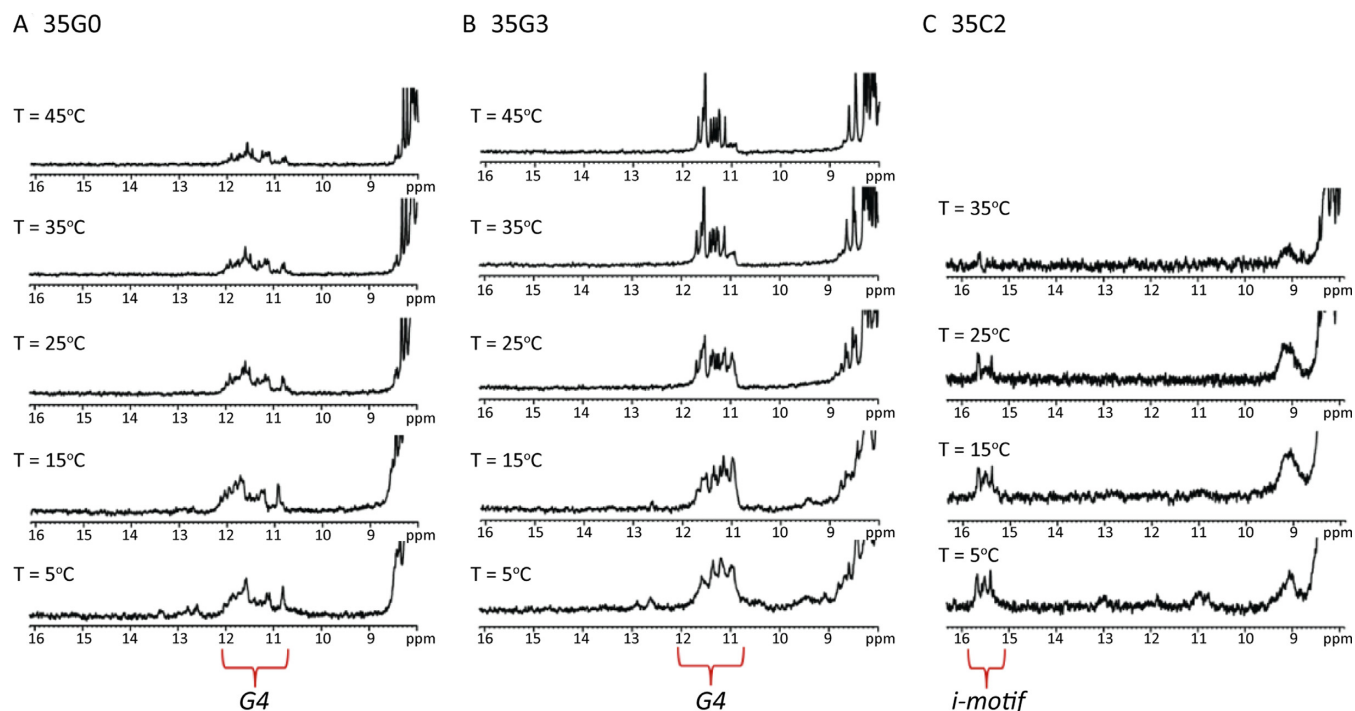 A 35G0
T = 45°C
16 15 14 13 12 11 10 9 ppm
T = 35°C
16 15 14 13 12 11 10 9 ppm
T = 25°C
16 15 14 13 12 11 10 9 ppm
T = 15°C
16 15 14 13 12 11 10 9 ppm
T = 5°C
16 15 14 13 12 11 10 9 ppm
G4
B 35G3
T = 45°C
16 15 14 13 12 11 10 9 ppm
T = 35°C
16 15 14 13 12 11 10 9 ppm
T = 25°C
16 15 14 13 12 11 10 9 ppm
T = 15°C
16 15 14 13 12 11 10 9 ppm
T = 5°C
16 15 14 13 12 11 10 9 ppm
G4
C 35C2
T = 35°C
16 15 14 13 12 11 10 9 ppm
T = 25°C
16 15 14 13 12 11 10 9 ppm
T = 15°C
16 15 14 13 12 11 10 9 ppm
T = 5°C
16 15 14 13 12 11 10 9 ppm
i-motif